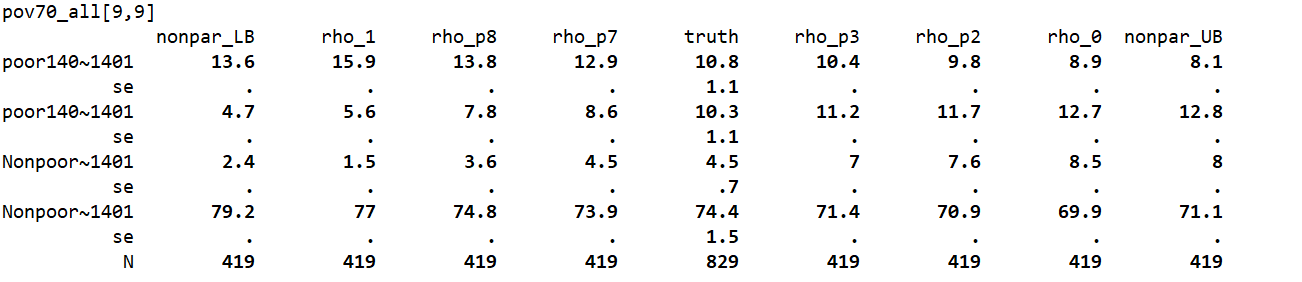 pov70_all[9,9]
nonpar_LB rho_1 rho_p8 rho_p7 truth rho_p3 rho_p2 rho_0 nonpar_UB
poor140~1401 13.6 15.9 13.8 12.9 10.8 10.4 9.8 8.9 8.1
se . . . . 1.1 . . . .
poor140~1401 4.7 5.6 7.8 8.6 10.3 11.2 11.7 12.7 12.8
se . . . . 1.1 . . . .
Nonpoor~1401 2.4 1.5 3.6 4.5 4.5 7 7.6 8.5 8
se . . . . .7 . . . .
Nonpoor~1401 79.2 77 74.8 73.9 74.4 71.4 70.9 69.9 71.1
se . . . . 1.5 . . . .
N 419 419 419 419 829 419 419 419 419